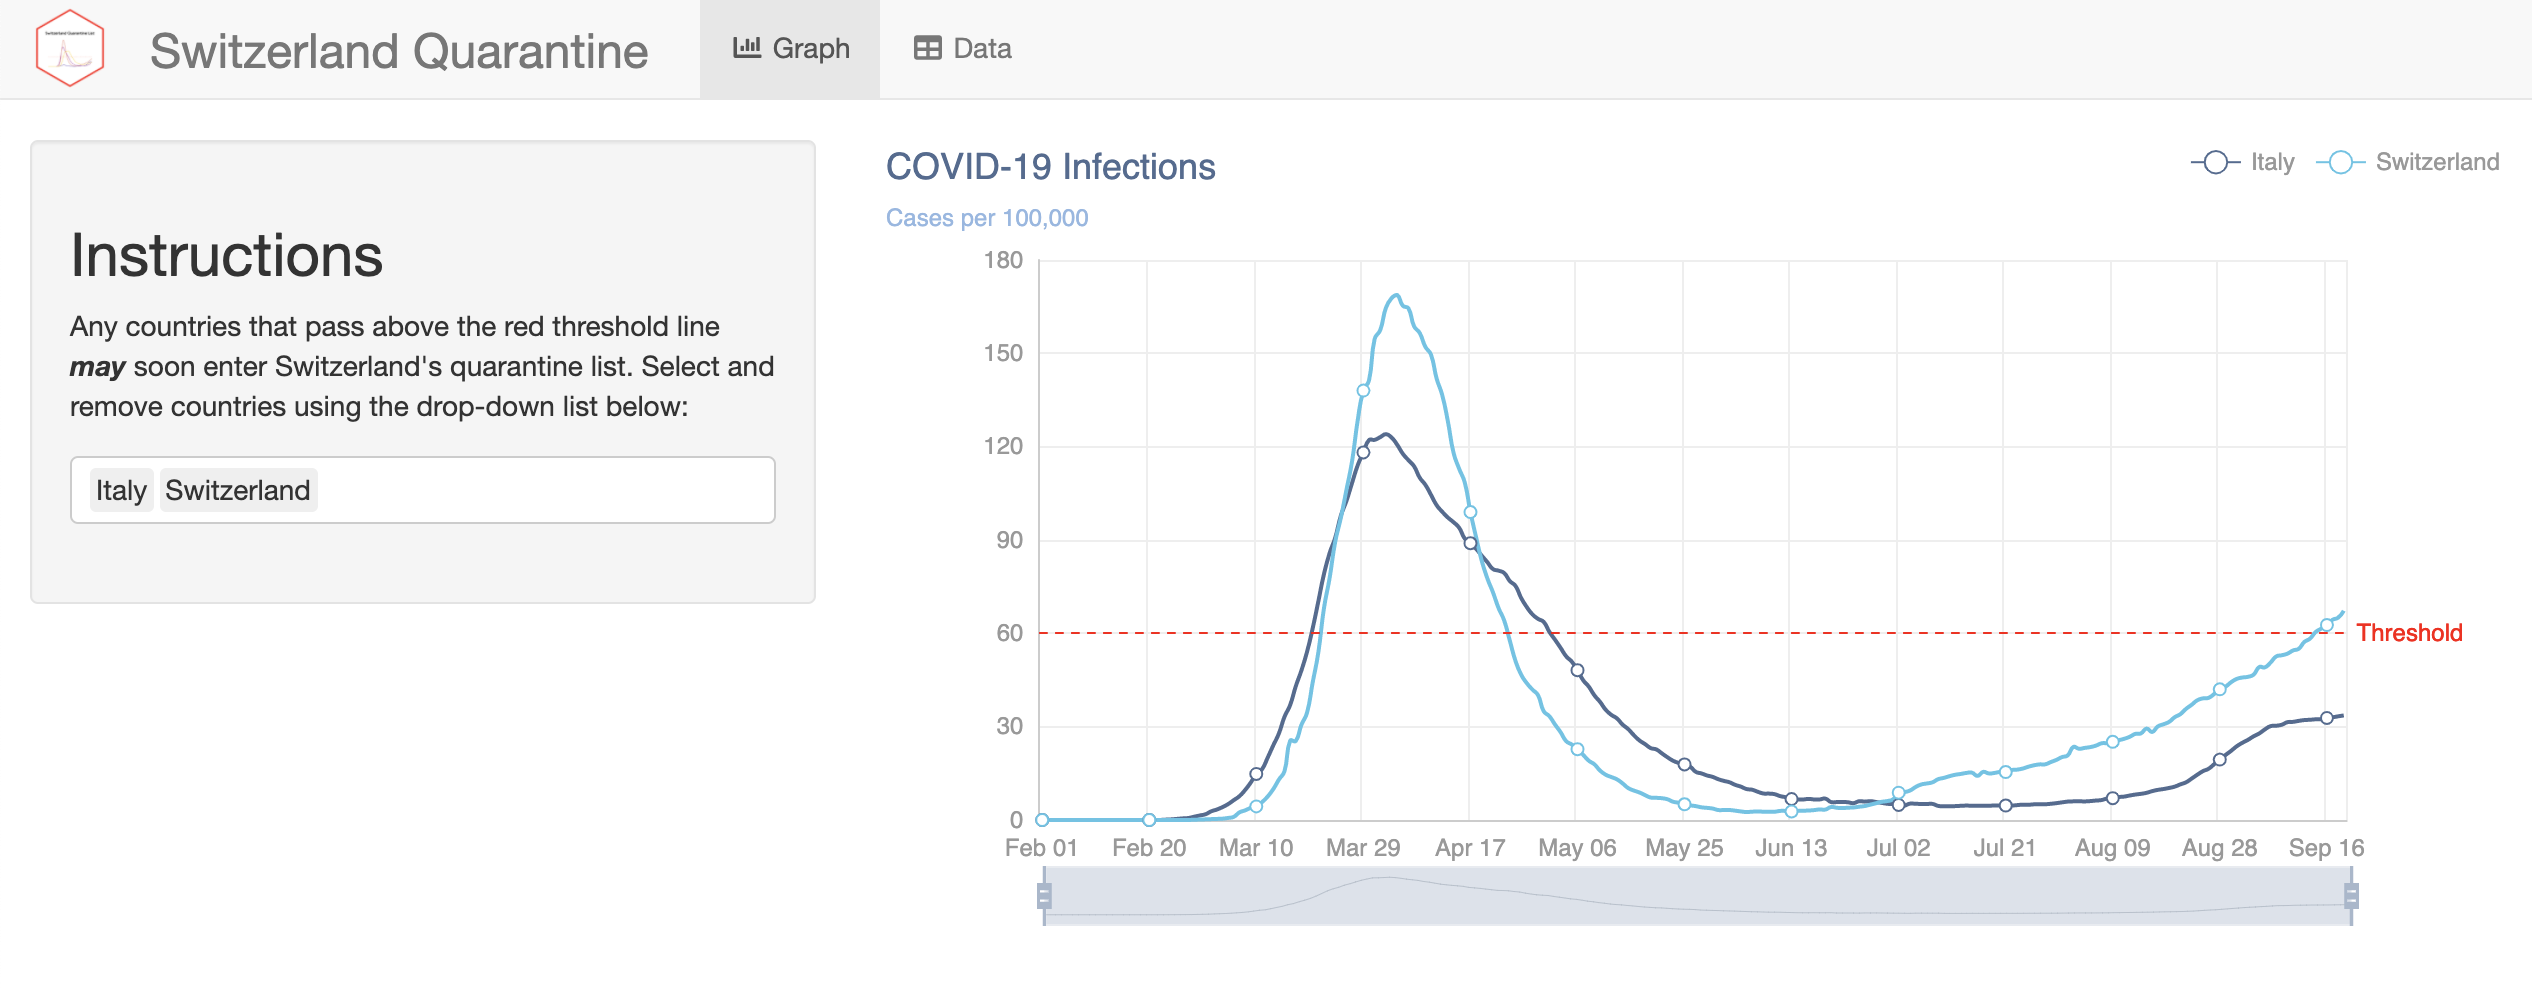 Switzerland Quarantine List
Switzerland Quarantine
Graph
Data
Instructions
Any countries that pass above the red threshold line
may soon enter Switzerland's quarantine list. Select and
remove countries using the drop-down list below:
Italy Switzerland
COVID-19 Infections
Italy
Switzerland
Cases per 100,000
180
150
120
90
60
30
0
Threshold
Feb 01
Feb 20
Mar 10
Mar 29
Apr 17
May 06
May 25
Jun 13
Jul 02
Jul 21
Aug 09
Aug 28
Sep 16